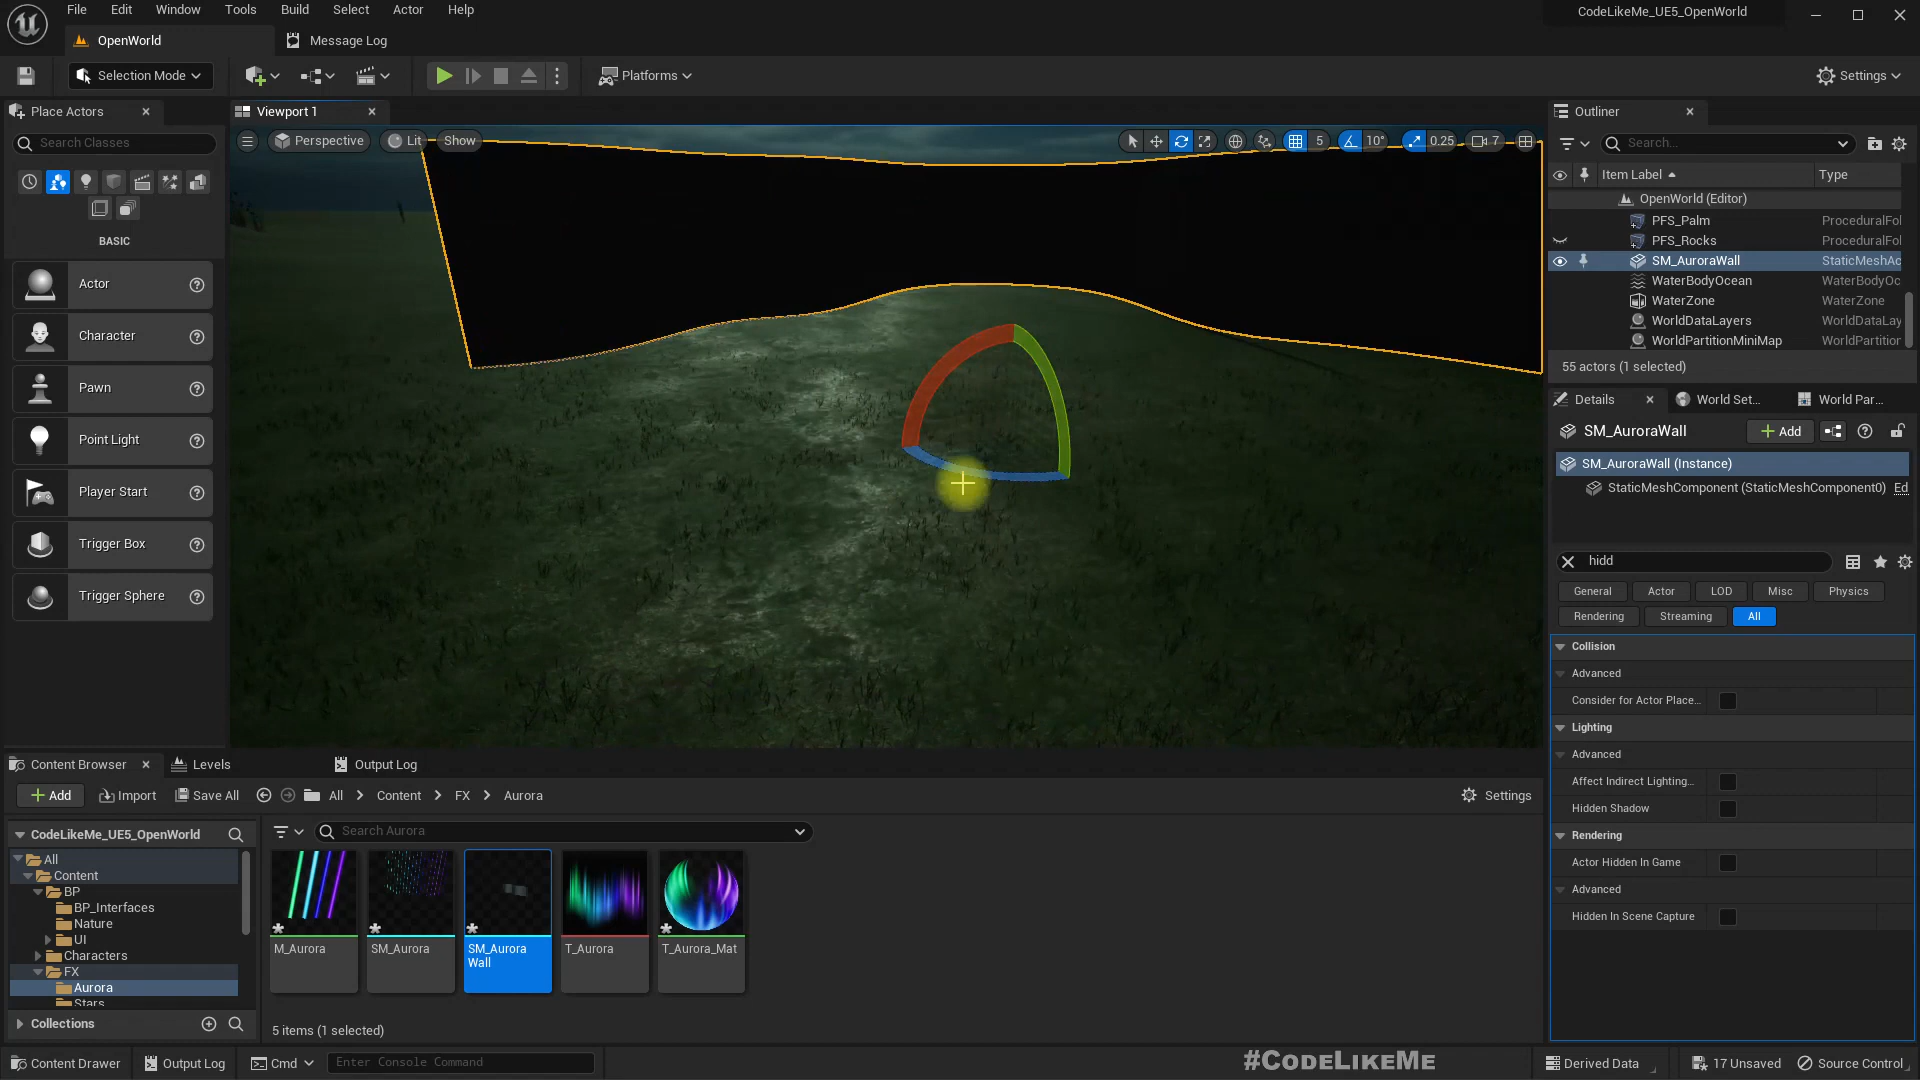 File Edit Window Tools Build Select Actor Help
CodeLikeMe_UE5_OpenWorld
OpenWorld
Message Log
Selection Mode
Platforms
Settings
Place Actors
Search Classes
BASIC
Actor
Character
Pawn
Point Light
Player Start
Trigger Box
Trigger Sphere
Viewport 1
Perspective
Lit
Show
5
10°
0.25
7
Outliner
Search...
Item Label
Type
OpenWorld (Editor)
PFS_Palm ProceduralFol
PFS_Rocks ProceduralFol
SM_AuroraWall StaticMeshAc
WaterBodyOcean WaterBodyOc
WaterZone WaterZone
WorldDataLayers WorldDataLay
WorldPartitionMiniMap WorldPartition
55 actors (1 selected)
Details
World Set...
World Par...
SM_AuroraWall
Add
SM_AuroraWall (Instance)
StaticMeshComponent (StaticMeshComponent0) Ed
hidd
General Actor LOD Misc Physics
Rendering Streaming All
Collision
Advanced
Consider for Actor Place...
Lighting
Advanced
Affect Indirect Lighting...
Hidden Shadow
Rendering
Actor Hidden In Game
Advanced
Hidden In Scene Capture
Content Browser
Levels
Output Log
Add
Import
Save All
All > Content > FX > Aurora
Settings
CodeLikeMe_UE5_OpenWorld
Search Aurora
All
Content
BP
BP_Interfaces
Nature
UI
Characters
FX
Aurora
Stars
Collections
M_Aurora
SM_Aurora
SM_Aurora
Wall
T_Aurora
T_Aurora_Mat
5 items (1 selected)
Content Drawer
Output Log
Cmd
Enter Console Command
#CodeLikeMe
Derived Data
17 Unsaved
Source Control